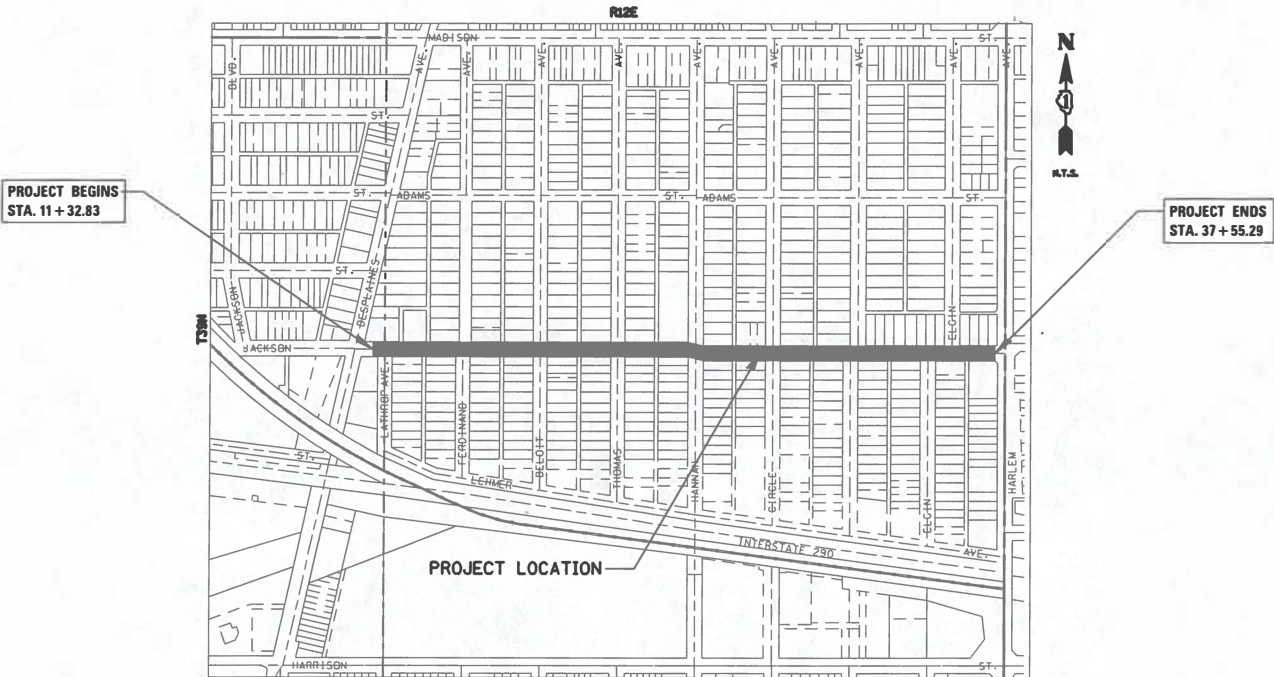 R12E
MADISON
ST.
BLVD.
AVE.
AVE.
AVE.
AVE.
AVE.
AVE.
AVE.
AVE.
AVE.
N
N.T.S.
ST.
ST.
ADAMS
ST.
ADAMS
ST.
PROJECT BEGINS
STA. 11 + 32.83
PROJECT ENDS
STA. 37 + 55.29
ST.
DESPLAINES
JACKSON
ELGIN
T39N
JACKSON
LATHROP AVE.
FERDINAND
BELOIT
THOMAS
HANNAH
CIRCLE
ELGIN
HARLEM
ST.
LEHMER
INTERSTATE 290
AVE.
PROJECT LOCATION
HARRISON
ST.